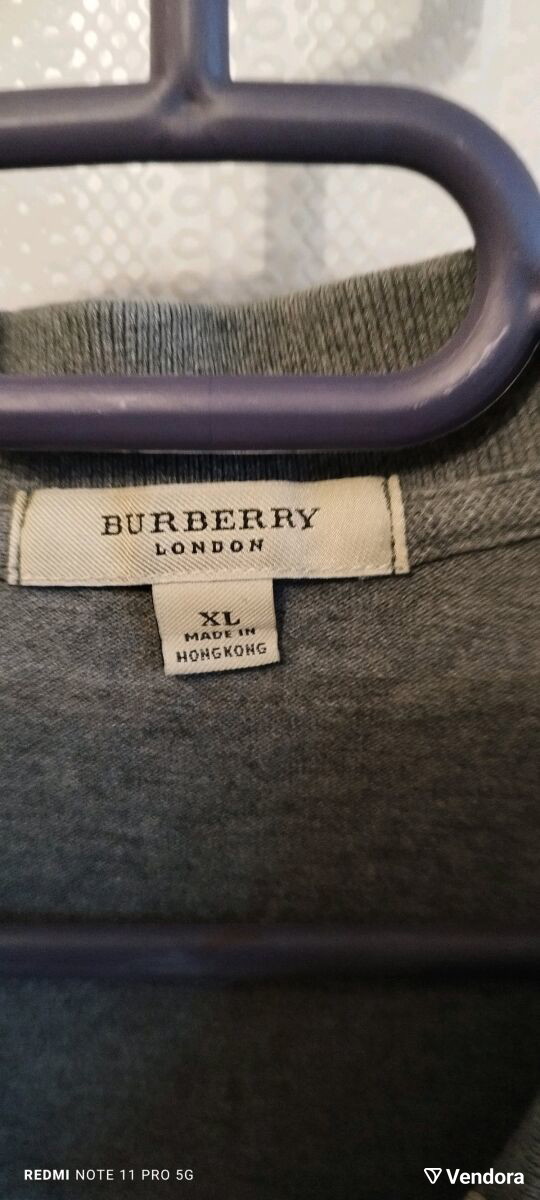 BURBERRY
LONDON
XL
MADE IN
HONGKONG
REDMI NOTE 11 PRO 5G
Vendora